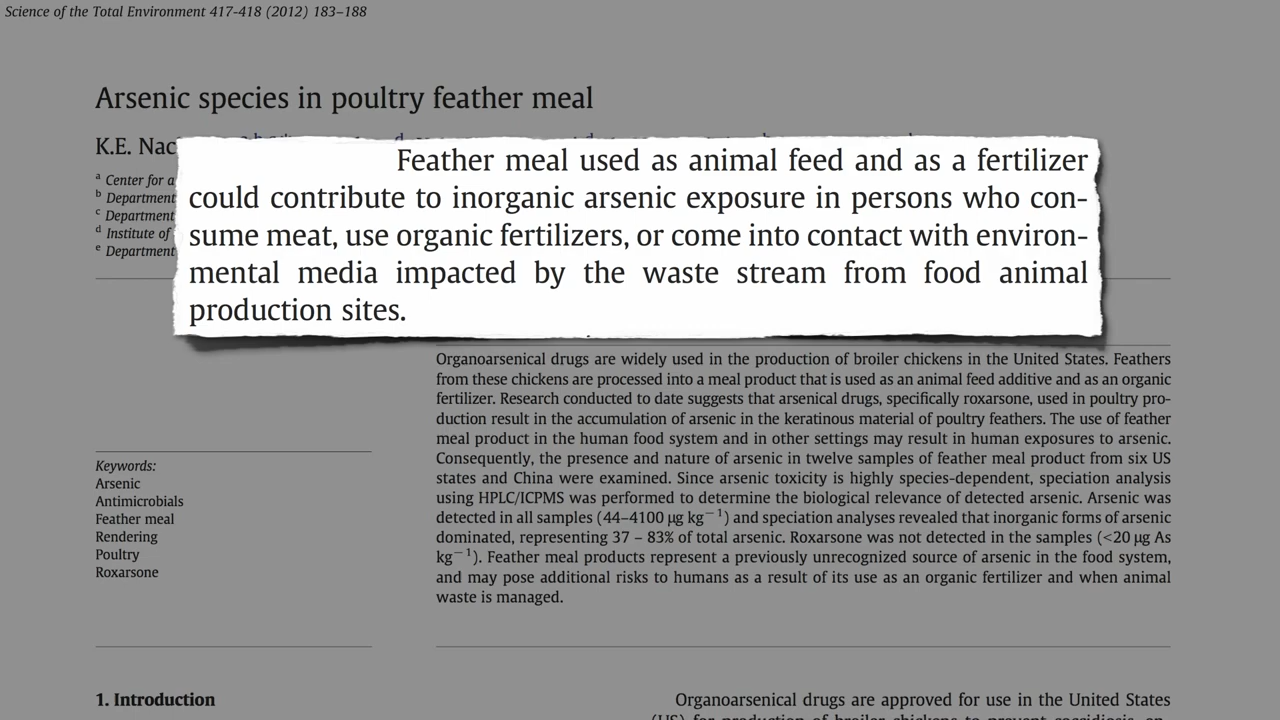 Science of the Total Environment 417-418 (2012) 183–188
Arsenic species in poultry feather meal
K.E.
a Center for a
b Department
c Department
d Institute of
e Department
Feather meal used as animal feed and as a fertilizer
could contribute to inorganic arsenic exposure in persons who con-
sume meat, use organic fertilizers, or come into contact with environ-
mental media impacted by the waste stream from food animal
production sites.
Organoarsenical drugs are widely used in the production of broiler chickens in the United States. Feathers
from these chickens are processed into a meal product that is used as an animal feed additive and as an organic
fertilizer. Research conducted to date suggests that arsenical drugs, specifically roxarsone, used in poultry pro-
duction result in the accumulation of arsenic in the keratinous material of poultry feathers. The use of feather
meal product in the human food system and in other settings may result in human exposures to arsenic.
Consequently, the presence and nature of arsenic in twelve samples of feather meal product from six US
states and China were examined. Since arsenic toxicity is highly species-dependent, speciation analysis
using HPLC/ICPMS was performed to determine the biological relevance of detected arsenic. Arsenic was
detected in all samples (44–4100 μg kg−1) and speciation analyses revealed that inorganic forms of arsenic
dominated, representing 37 – 83% of total arsenic. Roxarsone was not detected in the samples (<20 μg As
kg−1). Feather meal products represent a previously unrecognized source of arsenic in the food system,
and may pose additional risks to humans as a result of its use as an organic fertilizer and when animal
waste is managed.
Keywords:
Arsenic
Antimicrobials
Feather meal
Rendering
Poultry
Roxarsone
1. Introduction
Organoarsenical drugs are approved for use in the United States
(US) for production of broiler chickens to prevent coccidiosis, en-